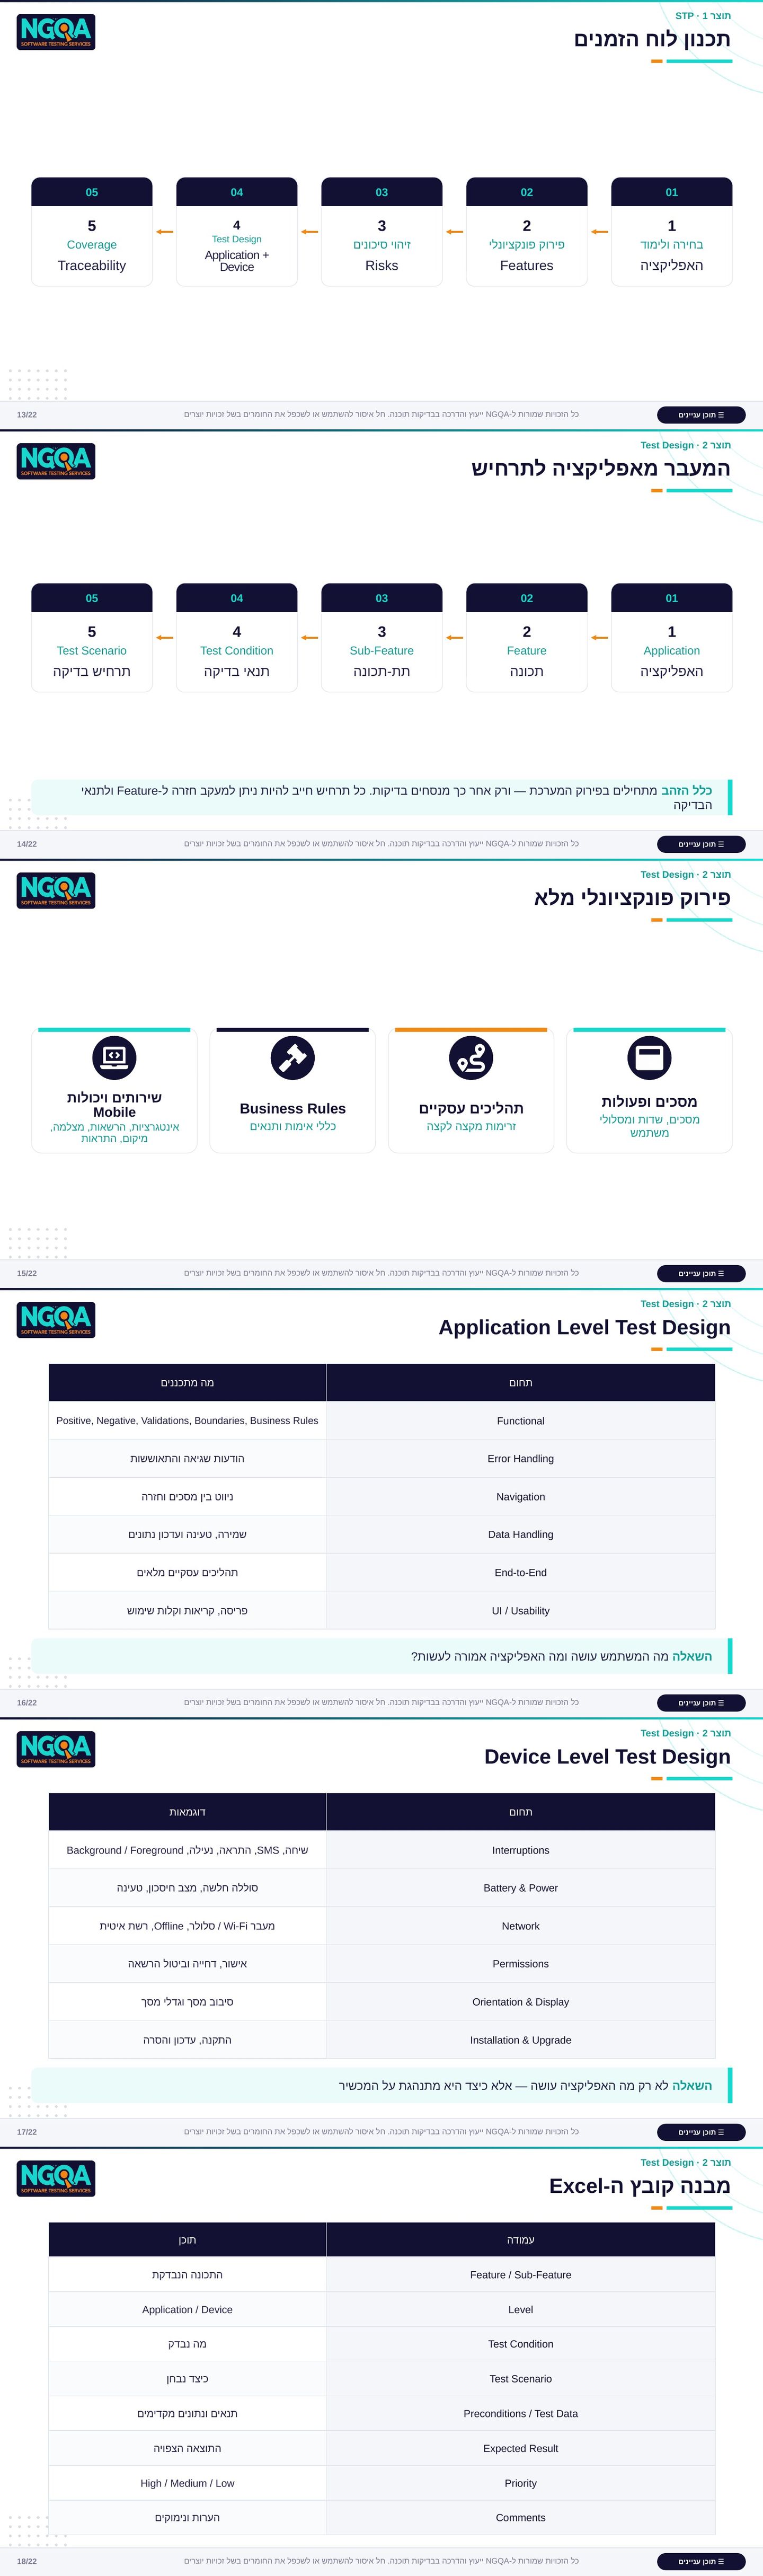 תוצר 1 · STP
NGQA
SOFTWARE TESTING SERVICES
תכנון לוח הזמנים
01
02
03
04
05
1
בחירה ולימוד
האפליקציה
2
פירוק פונקציונלי
Features
3
זיהוי סיכונים
Risks
4
Test Design
Application +
Device
5
Coverage
Traceability
☰ תוכן עניינים
כל הזכויות שמורות ל-NGQA ייעוץ והדרכה בבדיקות תוכנה. חל איסור להשתמש או לשכפל את החומרים בשל זכויות יוצרים
13/22
תוצר 2 · Test Design
NGQA
SOFTWARE TESTING SERVICES
המעבר מאפליקציה לתרחיש
01
02
03
04
05
1
Application
האפליקציה
2
Feature
תכונה
3
Sub-Feature
תת-תכונה
4
Test Condition
תנאי בדיקה
5
Test Scenario
תרחיש בדיקה
כלל הזהב מתחילים בפירוק המערכת — ורק אחר כך מנסחים בדיקות. כל תרחיש חייב להיות ניתן למעקב חזרה ל-Feature ולתנאי
הבדיקה
☰ תוכן עניינים
כל הזכויות שמורות ל-NGQA ייעוץ והדרכה בבדיקות תוכנה. חל איסור להשתמש או לשכפל את החומרים בשל זכויות יוצרים
14/22
תוצר 2 · Test Design
NGQA
SOFTWARE TESTING SERVICES
פירוק פונקציונלי מלא
מסכים ופעולות
מסכים, שדות ומסלולי
משתמש
תהליכים עסקיים
זרימות מקצה לקצה
Business Rules
כללי אימות ותנאים
שירותים ויכולות
Mobile
אינטגרציות, הרשאות, מצלמה,
מיקום, התראות
☰ תוכן עניינים
כל הזכויות שמורות ל-NGQA ייעוץ והדרכה בבדיקות תוכנה. חל איסור להשתמש או לשכפל את החומרים בשל זכויות יוצרים
15/22
תוצר 2 · Test Design
NGQA
SOFTWARE TESTING SERVICES
Application Level Test Design
תחום
מה מתכננים
Functional
Positive, Negative, Validations, Boundaries, Business Rules
Error Handling
הודעות שגיאה והתאוששות
Navigation
ניווט בין מסכים וחזרה
Data Handling
שמירה, טעינה ועדכון נתונים
End-to-End
תהליכים עסקיים מלאים
UI / Usability
פריסה, קריאות וקלות שימוש
השאלה מה המשתמש עושה ומה האפליקציה אמורה לעשות?
☰ תוכן עניינים
כל הזכויות שמורות ל-NGQA ייעוץ והדרכה בבדיקות תוכנה. חל איסור להשתמש או לשכפל את החומרים בשל זכויות יוצרים
16/22
תוצר 2 · Test Design
NGQA
SOFTWARE TESTING SERVICES
Device Level Test Design
תחום
דוגמאות
Interruptions
שיחה, SMS, התראה, נעילה, Background / Foreground
Battery & Power
סוללה חלשה, מצב חיסכון, טעינה
Network
מעבר Wi-Fi / סלולר, Offline, רשת איטית
Permissions
אישור, דחייה וביטול הרשאה
Orientation & Display
סיבוב מסך וגדלי מסך
Installation & Upgrade
התקנה, עדכון והסרה
השאלה לא רק מה האפליקציה עושה — אלא כיצד היא מתנהגת על המכשיר
☰ תוכן עניינים
כל הזכויות שמורות ל-NGQA ייעוץ והדרכה בבדיקות תוכנה. חל איסור להשתמש או לשכפל את החומרים בשל זכויות יוצרים
17/22
תוצר 2 · Test Design
NGQA
SOFTWARE TESTING SERVICES
מבנה קובץ ה-Excel
עמודה
תוכן
Feature / Sub-Feature
התכונה הנבדקת
Level
Application / Device
Test Condition
מה נבדק
Test Scenario
כיצד נבחן
Preconditions / Test Data
תנאים ונתונים מקדימים
Expected Result
התוצאה הצפויה
Priority
High / Medium / Low
Comments
הערות ונימוקים
☰ תוכן עניינים
כל הזכויות שמורות ל-NGQA ייעוץ והדרכה בבדיקות תוכנה. חל איסור להשתמש או לשכפל את החומרים בשל זכויות יוצרים
18/22